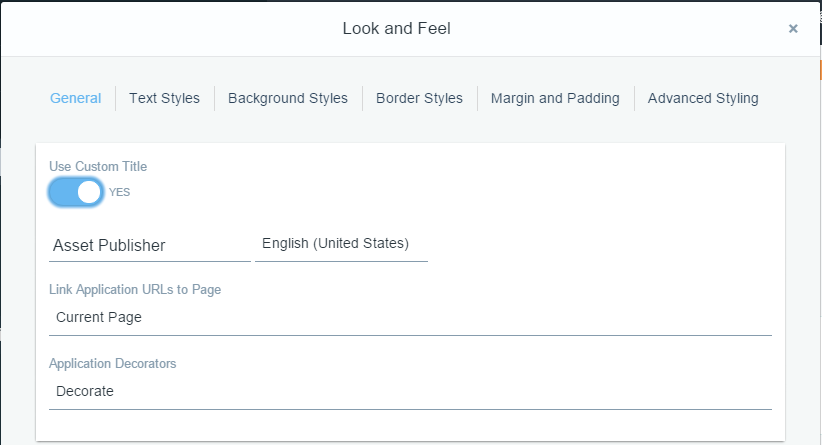 Look and Feel
×
General Text Styles Background Styles Border Styles Margin and Padding Advanced Styling
Use Custom Title
YES
Asset Publisher English (United States)
Link Application URLs to Page
Current Page
Application Decorators
Decorate